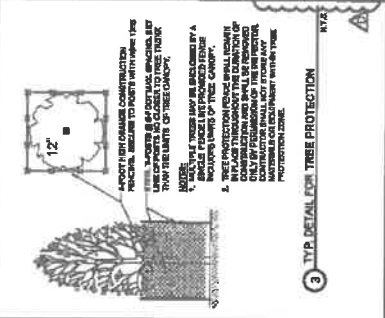 12"
4-FOOT HIGH ORANGE CONSTRUCTION
FENCING. SECURE TO POSTS WITH WIRE TIES
STEEL T-POSTS @ 6-FOOT MAX. SPACING. SET
LINE OF POSTS NO CLOSER TO TREE TRUNK
THAN THE LIMITS OF TREE CANOPY.
NOTES:
1. MULTIPLE TREES MAY BE ENCLOSED BY A
SINGLE FENCE LINE PROVIDED FENCE
INCLUDES LIMITS OF TREE CANOPY.
2. TREE PROTECTION FENCE SHALL REMAIN
IN PLACE THROUGHOUT THE DURATION OF
CONSTRUCTION AND SHALL BE REMOVED
ONLY BY PERMISSION OF THE INSPECTOR.
CONTRACTOR SHALL NOT STORE ANY
MATERIALS OR EQUIPMENT WITHIN TREE
PROTECTION ZONE.
3 TYP. DETAIL FOR TREE PROTECTION
N.T.S.